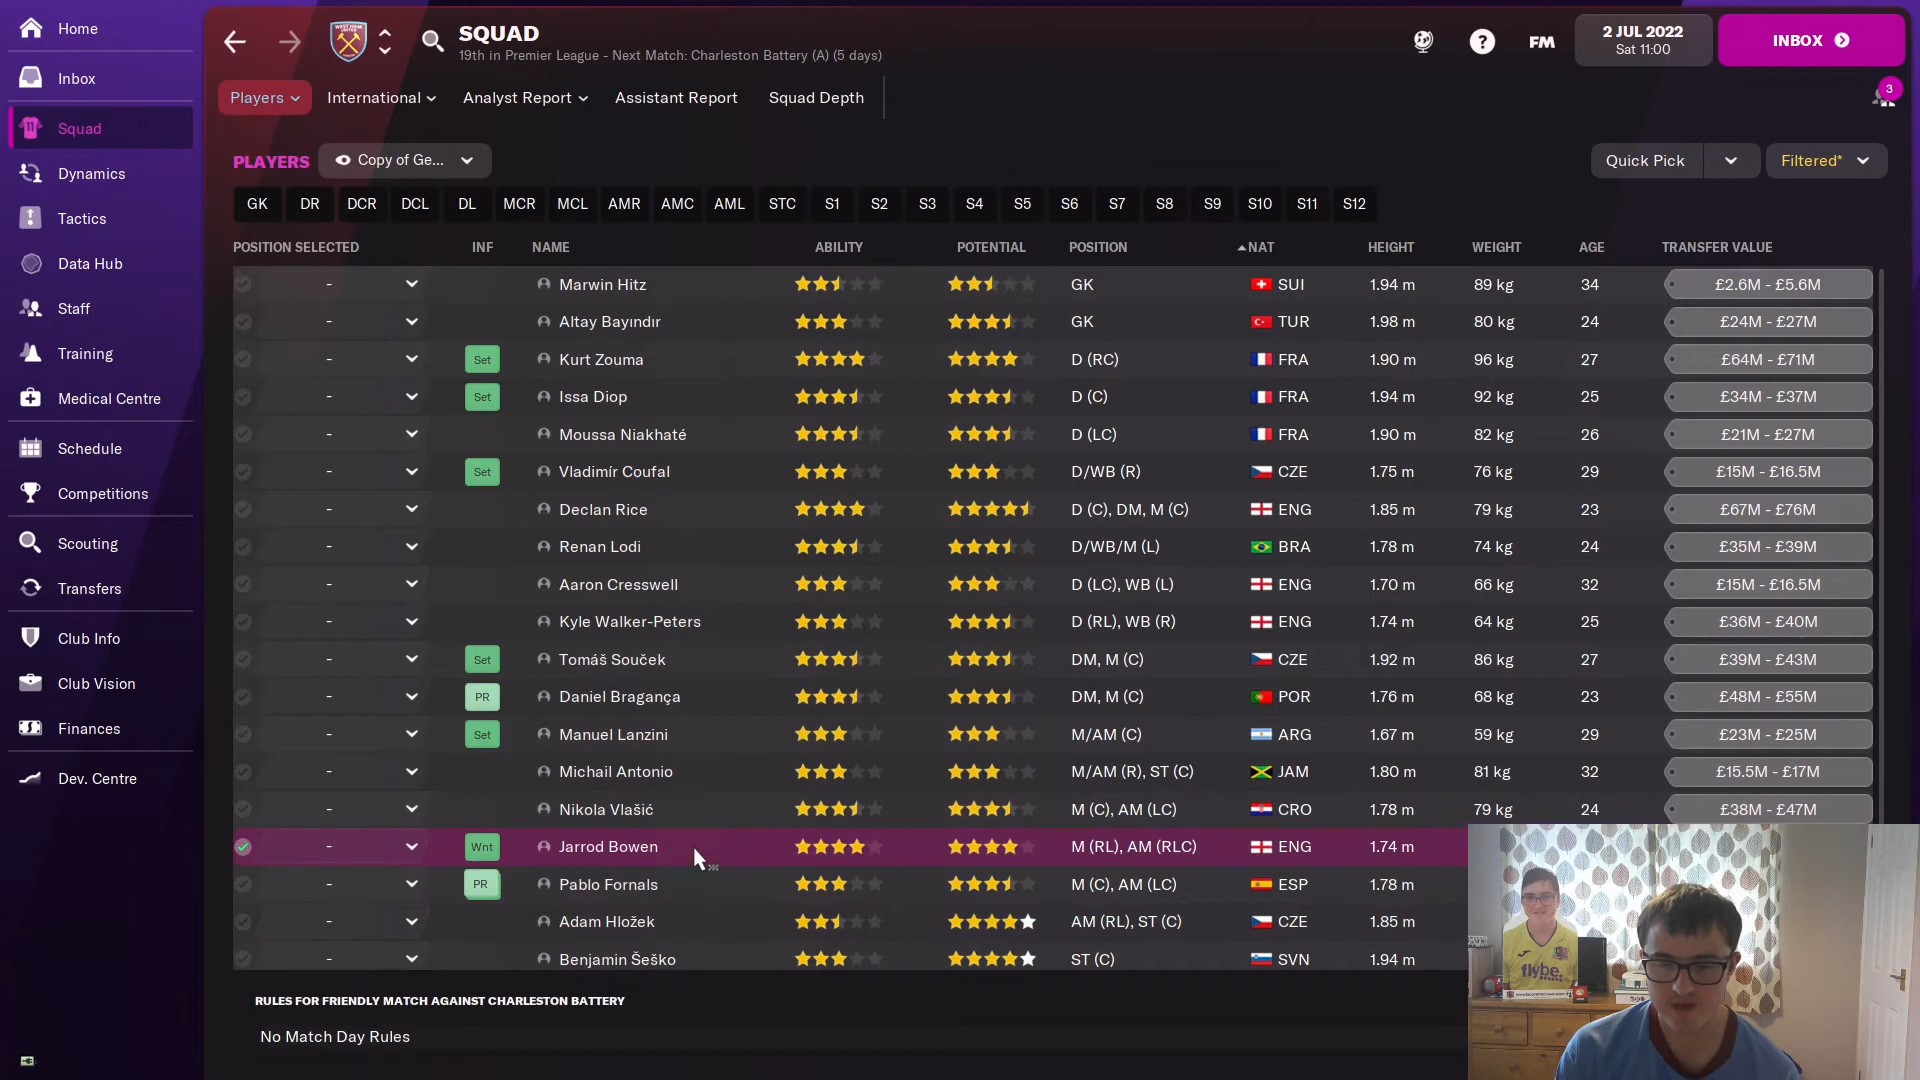 Home
Inbox
Squad
Dynamics
Tactics
Data Hub
Staff
Training
Medical Centre
Schedule
Competitions
Scouting
Transfers
Club Info
Club Vision
Finances
Dev. Centre
SQUAD
19th in Premier League - Next Match: Charleston Battery (A) (5 days)
FM
2 JUL 2022
Sat 11:00
INBOX
Players International Analyst Report Assistant Report Squad Depth
3
PLAYERS Copy of Ge... Quick Pick Filtered*
GK DR DCR DCL DL MCR MCL AMR AMC AML STC S1 S2 S3 S4 S5 S6 S7 S8 S9 S10 S11 S12
POSITION SELECTED INF NAME ABILITY POTENTIAL POSITION NAT HEIGHT WEIGHT AGE TRANSFER VALUE
- Marwin Hitz GK SUI 1.94 m 89 kg 34 £2.6M - £5.6M
- Altay Bayındır GK TUR 1.98 m 80 kg 24 £24M - £27M
- Set Kurt Zouma D (RC) FRA 1.90 m 96 kg 27 £64M - £71M
- Set Issa Diop D (C) FRA 1.94 m 92 kg 25 £34M - £37M
- Moussa Niakhaté D (LC) FRA 1.90 m 82 kg 26 £21M - £27M
- Set Vladimír Coufal D/WB (R) CZE 1.75 m 76 kg 29 £15M - £16.5M
- Declan Rice D (C), DM, M (C) ENG 1.85 m 79 kg 23 £67M - £76M
- Renan Lodi D/WB/M (L) BRA 1.78 m 74 kg 24 £35M - £39M
- Aaron Cresswell D (LC), WB (L) ENG 1.70 m 66 kg 32 £15M - £16.5M
- Kyle Walker-Peters D (RL), WB (R) ENG 1.74 m 64 kg 25 £36M - £40M
- Set Tomáš Souček DM, M (C) CZE 1.92 m 86 kg 27 £39M - £43M
- PR Daniel Bragança DM, M (C) POR 1.76 m 68 kg 23 £48M - £55M
- Set Manuel Lanzini M/AM (C) ARG 1.67 m 59 kg 29 £23M - £25M
- Michail Antonio M/AM (R), ST (C) JAM 1.80 m 81 kg 32 £15.5M - £17M
- Nikola Vlašić M (C), AM (LC) CRO 1.78 m 79 kg 24 £38M - £47M
- Wnt Jarrod Bowen M (RL), AM (RLC) ENG 1.74 m
- PR Pablo Fornals M (C), AM (LC) ESP 1.78 m
- Adam Hložek AM (RL), ST (C) CZE 1.85 m
- Benjamin Šeško ST (C) SVN 1.94 m
RULES FOR FRIENDLY MATCH AGAINST CHARLESTON BATTERY
No Match Day Rules
flybe.